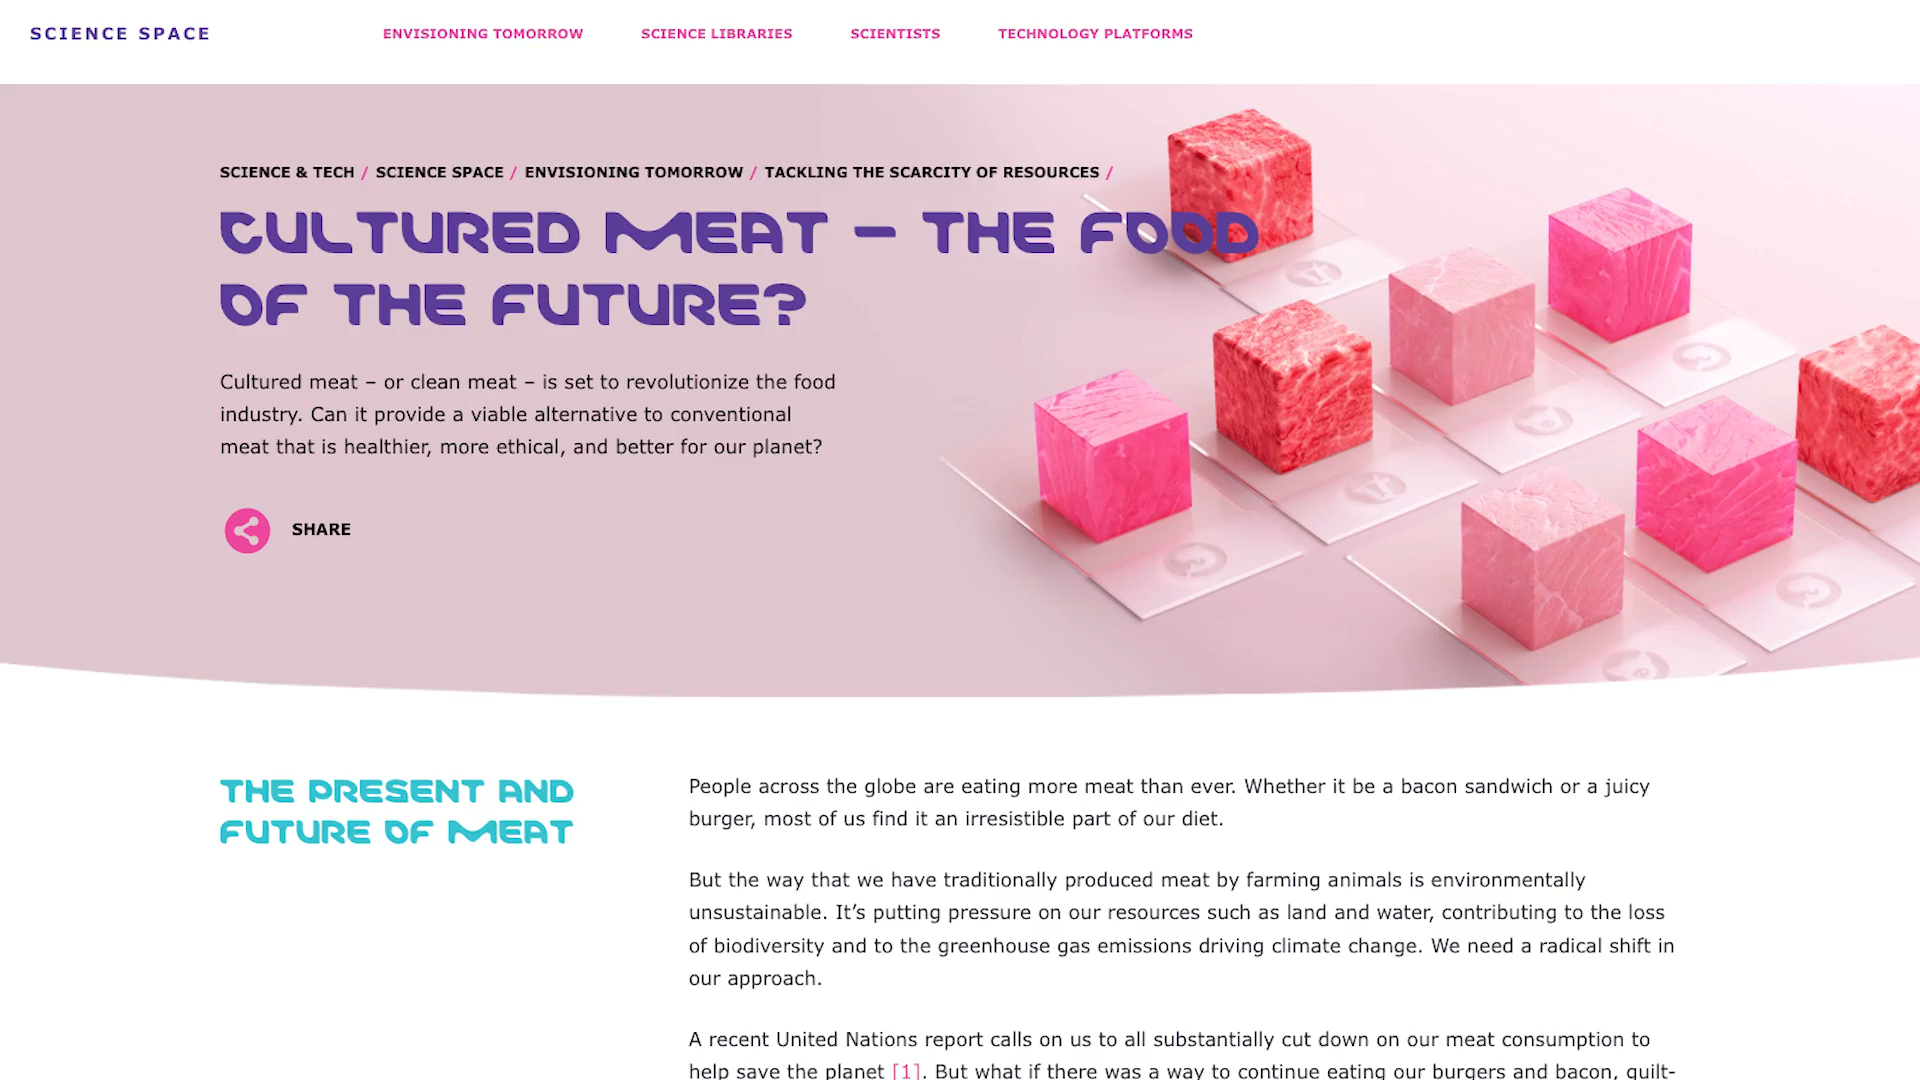 SCIENCE SPACE
ENVISIONING TOMORROW
SCIENCE LIBRARIES
SCIENTISTS
TECHNOLOGY PLATFORMS
SCIENCE & TECH / SCIENCE SPACE / ENVISIONING TOMORROW / TACKLING THE SCARCITY OF RESOURCES /
CULTURED MEAT – THE FOOD
OF THE FUTURE?
Cultured meat – or clean meat – is set to revolutionize the food
industry. Can it provide a viable alternative to conventional
meat that is healthier, more ethical, and better for our planet?
SHARE
THE PRESENT AND
FUTURE OF MEAT
People across the globe are eating more meat than ever. Whether it be a bacon sandwich or a juicy
burger, most of us find it an irresistible part of our diet.
But the way that we have traditionally produced meat by farming animals is environmentally
unsustainable. It’s putting pressure on our resources such as land and water, contributing to the loss
of biodiversity and to the greenhouse gas emissions driving climate change. We need a radical shift in
our approach.
A recent United Nations report calls on us to all substantially cut down on our meat consumption to
help save the planet [1]. But what if there was a way to continue eating our burgers and bacon, guilt-